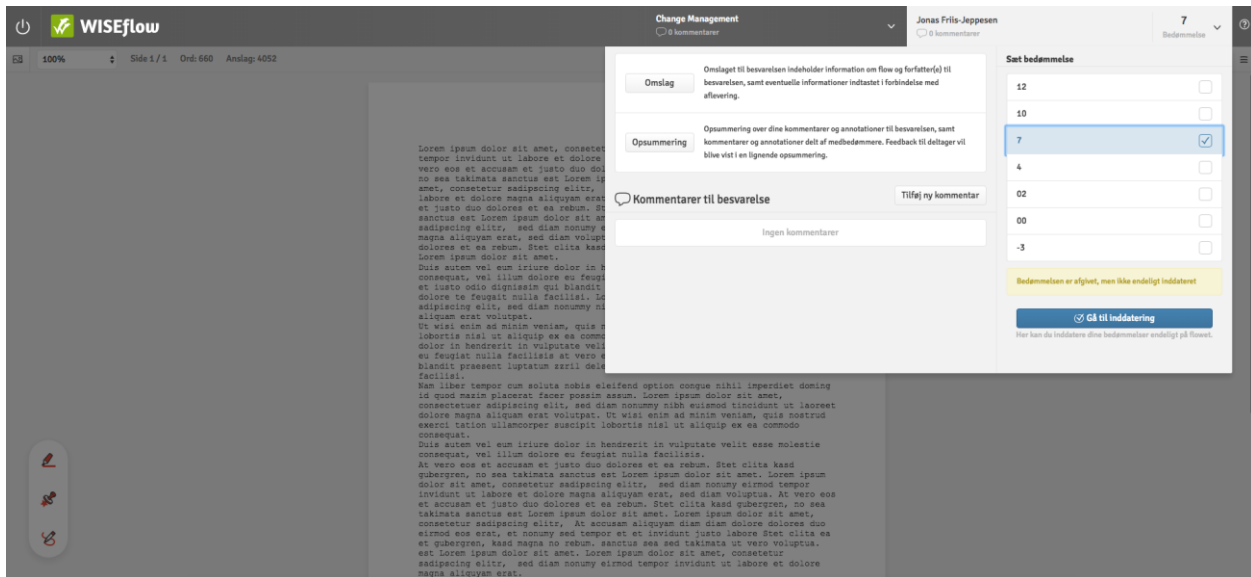 WISEflow
Change Management
0 kommentarer
Jonas Friis-Jeppesen
0 kommentarer
7
Bedømmelse
100%
Side 1 / 1 Ord: 660 Anslag: 4052
Omslag
Omslaget til besvarelsen indeholder information om flow og forfatter(e) til
besvarelsen, samt eventuelle informationer indtastet i forbindelse med
aflevering.
Opsummering
Opsummering over dine kommentarer og annotationer til besvarelsen, samt
kommentarer og annotationer delt af medbedømmere. Feedback til deltager vil
blive vist i en lignende opsummering.
Kommentarer til besvarelse
Tilføj ny kommentar
Ingen kommentarer
Sæt bedømmelse
12
10
7
4
02
00
-3
Bedømmelsen er afgivet, men ikke endeligt inddateret
Gå til inddatering
Her kan du inddatere dine bedømmelser endeligt på flowet.
Lorem ipsum dolor sit amet, consetet
tempor invidunt ut labore et dolore
vero eos et accusam et justo duo dol
no sea takimata sanctus est Lorem ip
amet, consetetur sadipscing elitr,
labore et dolore magna aliquyam erat
et justo duo dolores et ea rebum. St
sanctus est Lorem ipsum dolor sit am
sadipscing elitr, sed diam nonumy e
magna aliquyam erat, sed diam volupt
dolores et ea rebum. Stet clita kasd
Lorem ipsum dolor sit amet.
Duis autem vel eum iriure dolor in h
consequat, vel illum dolore eu feugi
et iusto odio dignissim qui blandit
dolore te feugait nulla facilisi. Lo
adipiscing elit, sed diam nonummy ni
aliquam erat volutpat.
Ut wisi enim ad minim veniam, quis n
lobortis nisl ut aliquip ex ea commo
dolor in hendrerit in vulputate veli
eu feugiat nulla facilisis at vero e
blandit praesent luptatum zzril dele
facilisi.
Nam liber tempor cum soluta nobis eleifend option congue nihil imperdiet doming
id quod mazim placerat facer possim assum. Lorem ipsum dolor sit amet,
consectetuer adipiscing elit, sed diam nonummy nibh euismod tincidunt ut laoreet
dolore magna aliquam erat volutpat. Ut wisi enim ad minim veniam, quis nostrud
exerci tation ullamcorper suscipit lobortis nisl ut aliquip ex ea commodo
consequat.
Duis autem vel eum iriure dolor in hendrerit in vulputate velit esse molestie
consequat, vel illum dolore eu feugiat nulla facilisis.
At vero eos et accusam et justo duo dolores et ea rebum. Stet clita kasd
gubergren, no sea takimata sanctus est Lorem ipsum dolor sit amet. Lorem ipsum
dolor sit amet, consetetur sadipscing elitr, sed diam nonumy eirmod tempor
invidunt ut labore et dolore magna aliquyam erat, sed diam voluptua. At vero eos
et accusam et justo duo dolores et ea rebum. Stet clita kasd gubergren, no sea
takimata sanctus est Lorem ipsum dolor sit amet. Lorem ipsum dolor sit amet,
consetetur sadipscing elitr, At accusam aliquyam diam diam dolore dolores duo
eirmod eos erat, et nonumy sed tempor et et invidunt justo labore Stet clita ea
et gubergren, kasd magna no rebum. sanctus sea sed takimata ut vero voluptua.
est Lorem ipsum dolor sit amet. Lorem ipsum dolor sit amet, consetetur
sadipscing elitr, sed diam nonumy eirmod tempor invidunt ut labore et dolore
magna aliquyam erat.